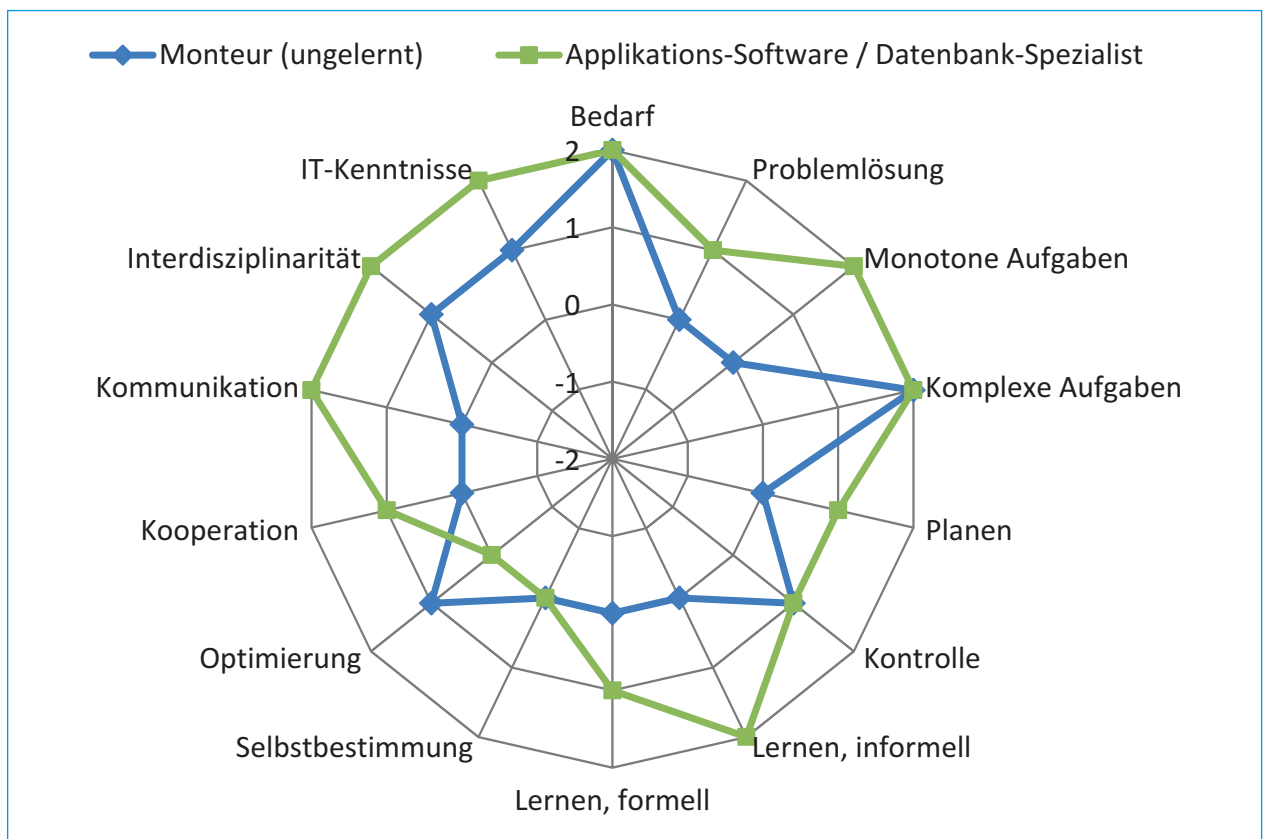 Monteur (ungelernt) Applikations-Software / Datenbank-Spezialist
Bedarf
2
IT-Kenntnisse
Problemlösung
1
Interdisziplinarität
Monotone Aufgaben
0
Kommunikation
-1
Komplexe Aufgaben
-2
Kooperation
Planen
Optimierung
Kontrolle
Selbstbestimmung
Lernen, informell
Lernen, formell